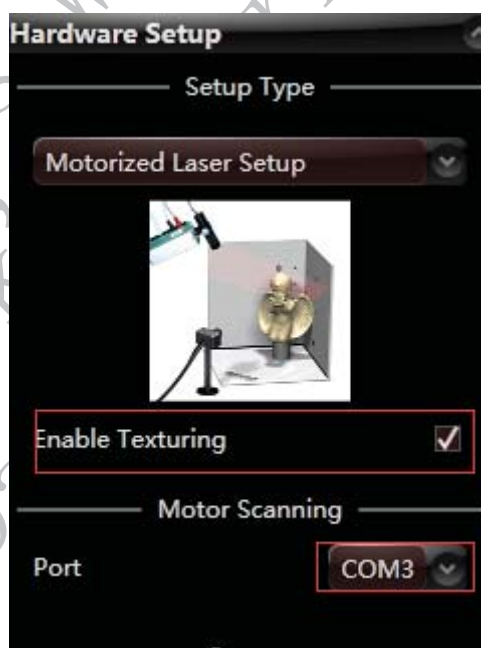 Hardware Setup
Setup Type
Motorized Laser Setup
Enable Texturing
Motor Scanning
Port COM3